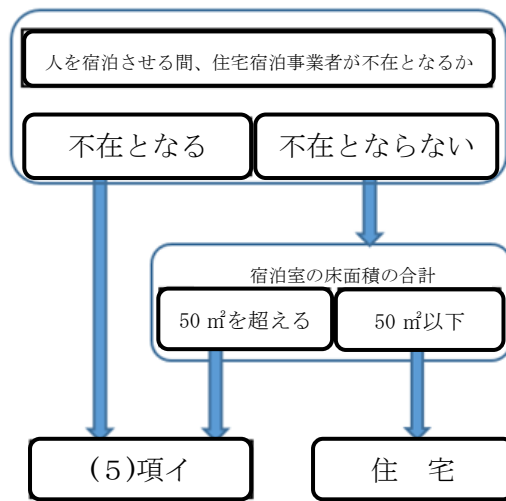 人を宿泊させる間、住宅宿泊事業者が不在となるか
不在となる
不在とならない
宿泊室の床面積の合計
50 ㎡を超える
50 ㎡以下
(５)項イ
住　宅